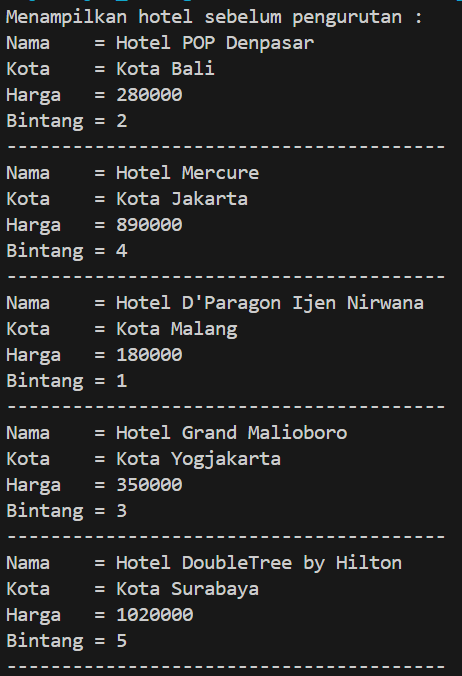 Menampilkan hotel sebelum pengurutan :
Nama    = Hotel POP Denpasar
Kota    = Kota Bali
Harga   = 280000
Bintang = 2
----------------------------------------
Nama    = Hotel Mercure
Kota    = Kota Jakarta
Harga   = 890000
Bintang = 4
----------------------------------------
Nama    = Hotel D'Paragon Ijen Nirwana
Kota    = Kota Malang
Harga   = 180000
Bintang = 1
----------------------------------------
Nama    = Hotel Grand Malioboro
Kota    = Kota Yogjakarta
Harga   = 350000
Bintang = 3
----------------------------------------
Nama    = Hotel DoubleTree by Hilton
Kota    = Kota Surabaya
Harga   = 1020000
Bintang = 5
----------------------------------------